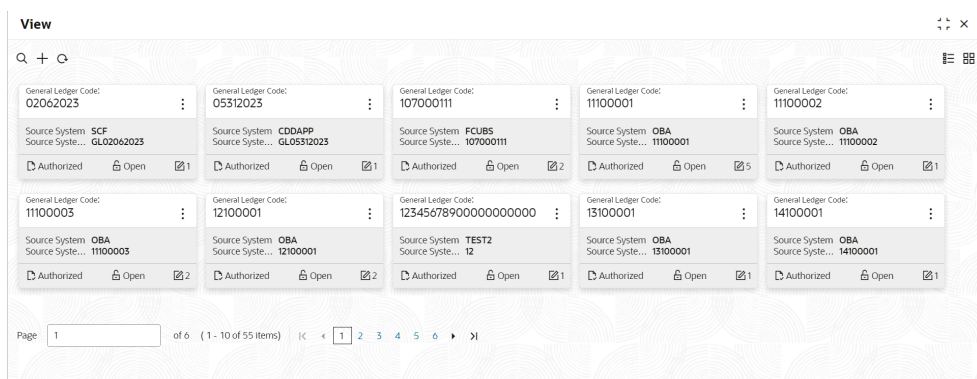 View
General Ledger Code:
02062023
Source System SCF
Source Syste... GL02062023
Authorized Open 1
General Ledger Code:
05312023
Source System CDDAPP
Source Syste... GL05312023
Authorized Open 1
General Ledger Code:
107000111
Source System FCUBS
Source Syste... 107000111
Authorized Open 2
General Ledger Code:
11100001
Source System OBA
Source Syste... 11100001
Authorized Open 5
General Ledger Code:
11100002
Source System OBA
Source Syste... 11100002
Authorized Open 1
General Ledger Code:
11100003
Source System OBA
Source Syste... 11100003
Authorized Open 2
General Ledger Code:
12100001
Source System OBA
Source Syste... 12100001
Authorized Open 2
General Ledger Code:
12345678900000000000
Source System TEST2
Source Syste... 12
Authorized Open 1
General Ledger Code:
13100001
Source System OBA
Source Syste... 13100001
Authorized Open 1
General Ledger Code:
14100001
Source System OBA
Source Syste... 14100001
Authorized Open 1
Page 1 of 6 (1 - 10 of 55 items) 1 2 3 4 5 6